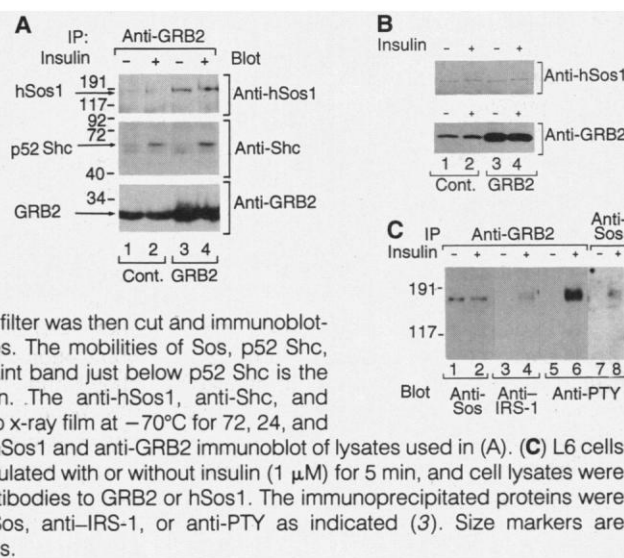 A
IP: Anti-GRB2
Insulin - + - + Blot
hSos1 191- 117- Anti-hSos1
92-
72-
p52 Shc Anti-Shc
40-
34-
GRB2 Anti-GRB2
1 2 3 4
Cont. GRB2
B
Insulin
- + - +
Anti-hSos1
- + - +
Anti-GRB2
1 2 3 4
Cont. GRB2
C IP Anti-GRB2 Anti-Sos
Insulin - + - + - + - +
191-
117-
1 2 3 4 5 6 7 8
Blot Anti-Sos Anti–IRS-1 Anti-PTY
filter was then cut and immunoblot-
es. The mobilities of Sos, p52 Shc,
int band just below p52 Shc is the
n. .The anti-hSos1, anti-Shc, and
o x-ray film at −70°C for 72, 24, and
hSos1 and anti-GRB2 immunoblot of lysates used in (A). (C) L6 cells
ulated with or without insulin (1 μM) for 5 min, and cell lysates were
tibodies to GRB2 or hSos1. The immunoprecipitated proteins were
Sos, anti–IRS-1, or anti-PTY as indicated (3). Size markers are
s.